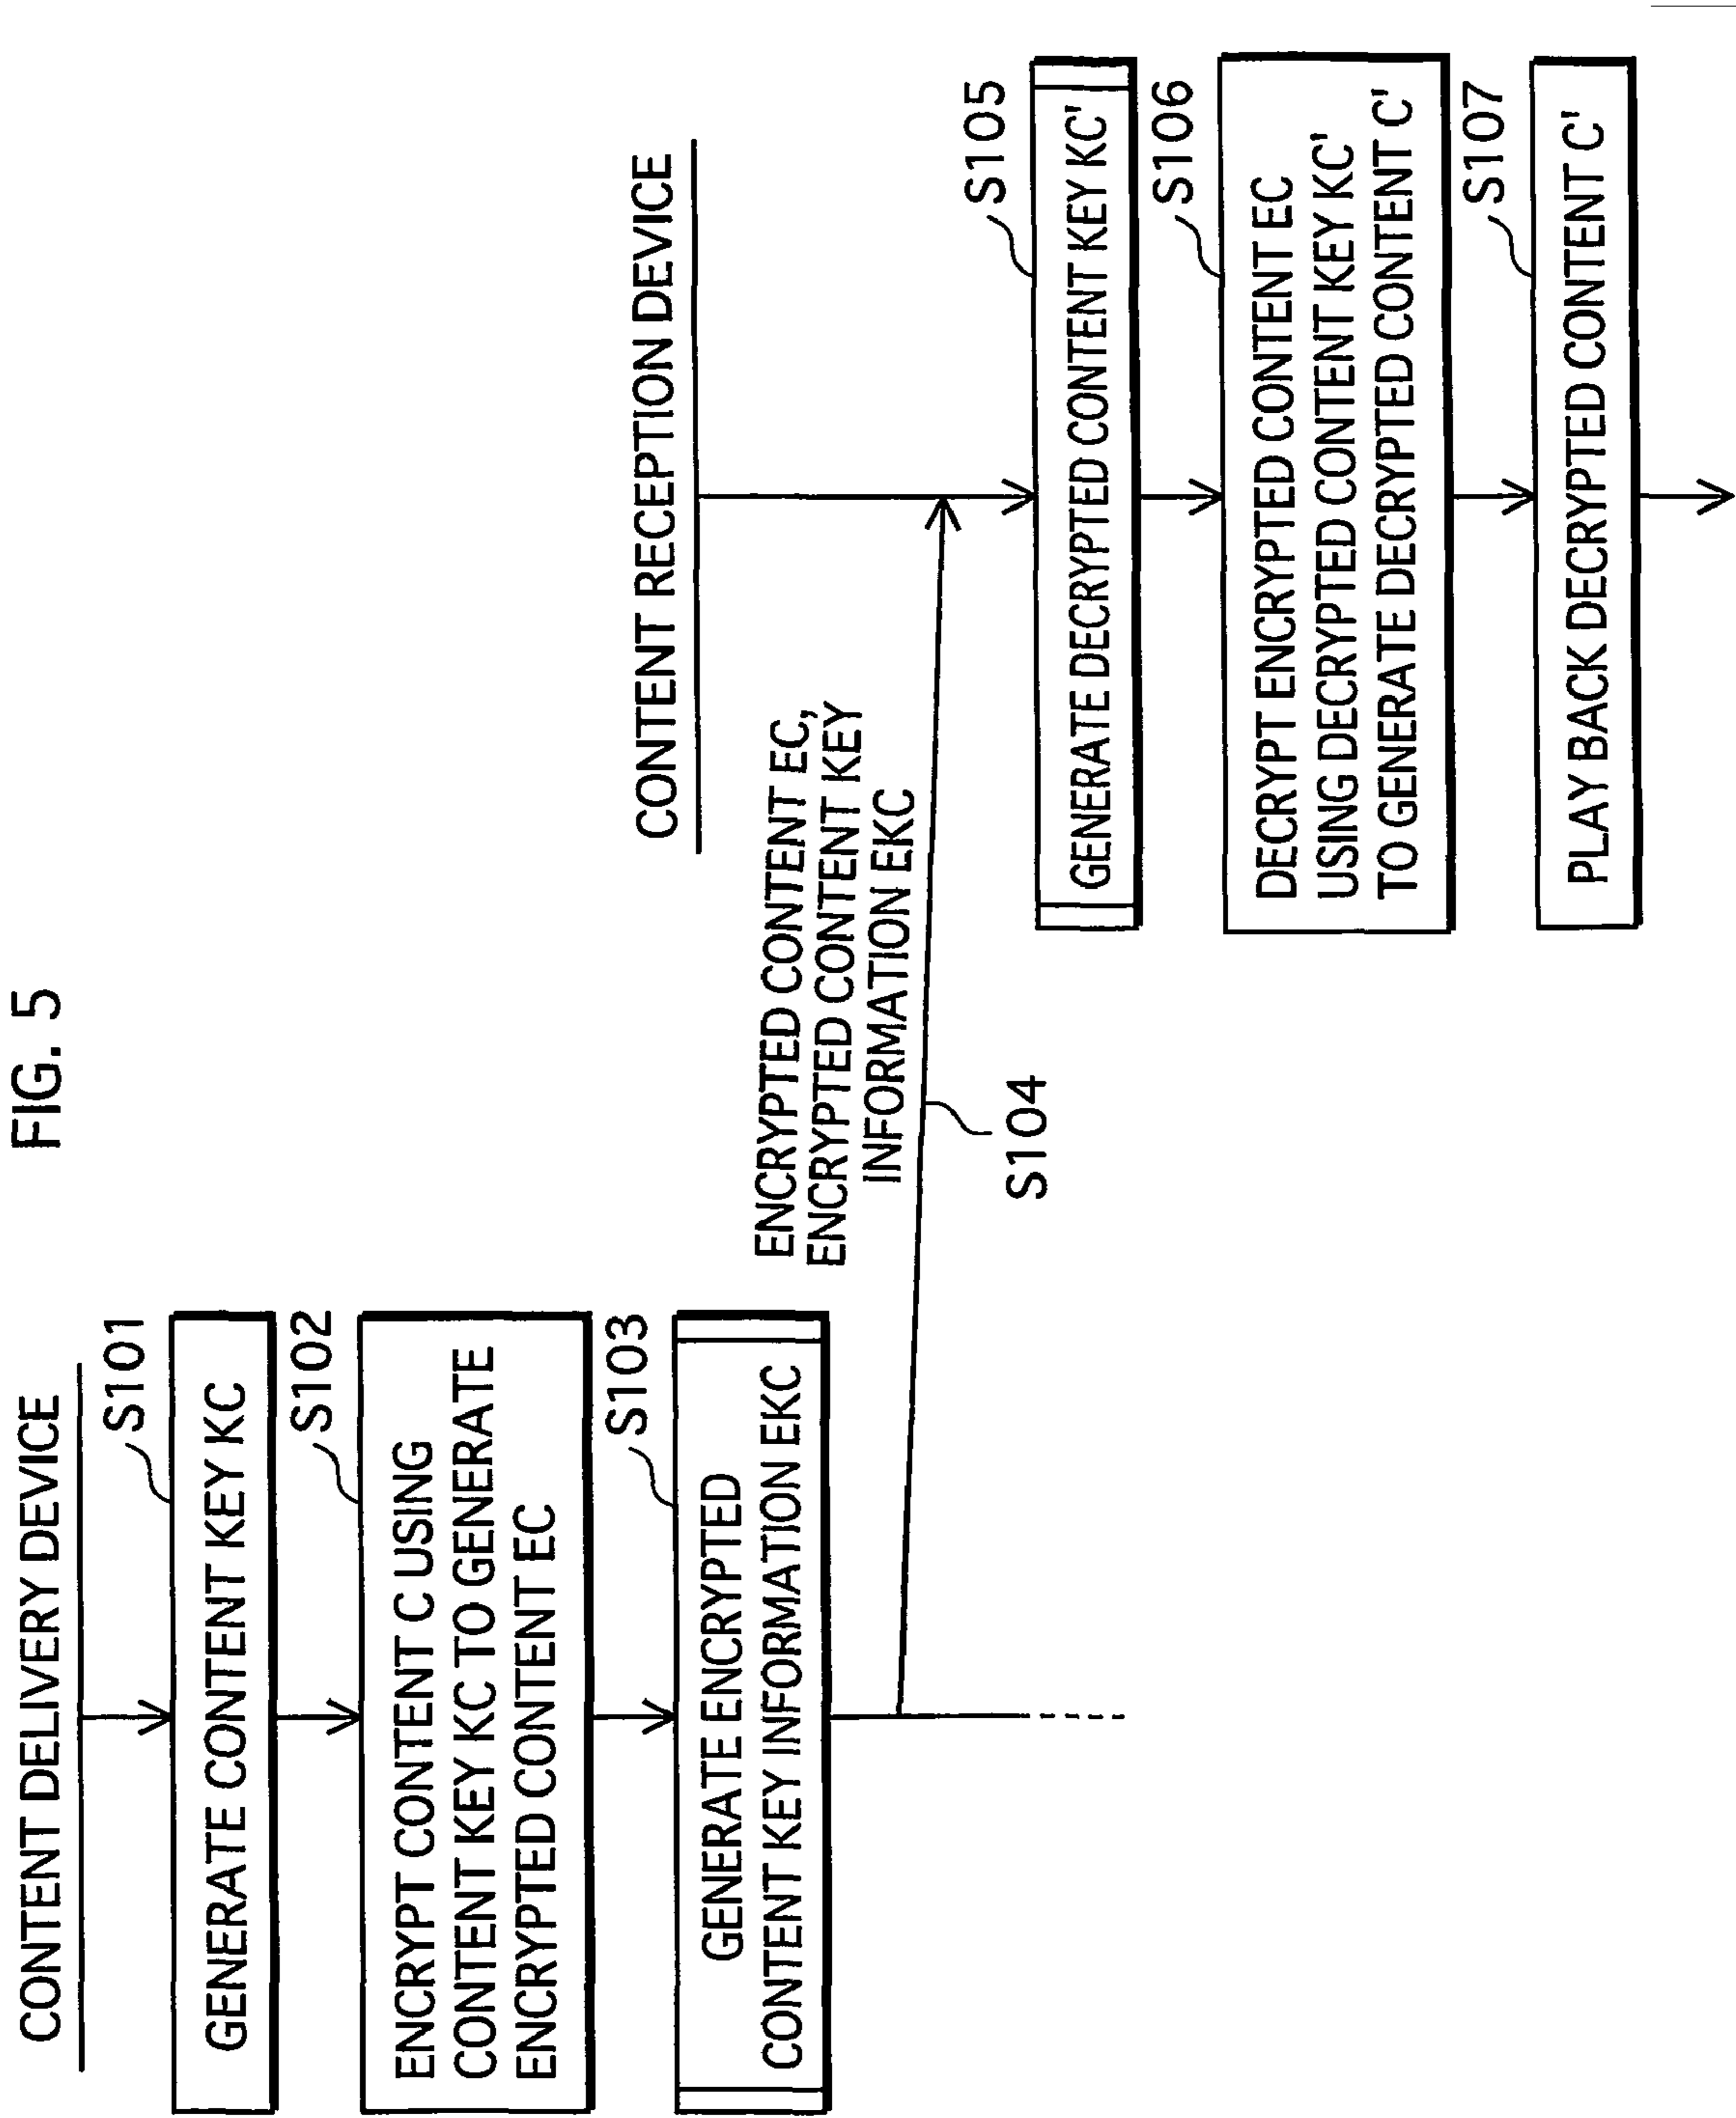 FIG. 5
CONTENT DELIVERY DEVICE
S101
GENERATE CONTENT KEY KC
S102
ENCRYPT CONTENT C USING
CONTENT KEY KC TO GENERATE
ENCRYPTED CONTENT EC
S103
GENERATE ENCRYPTED
CONTENT KEY INFORMATION EKC
ENCRYPTED CONTENT EC,
ENCRYPTED CONTENT KEY
INFORMATION EKC
S104
CONTENT RECEPTION DEVICE
S105
GENERATE DECRYPTED CONTENT KEY KC'
S106
DECRYPT ENCRYPTED CONTENT EC
USING DECRYPTED CONTENT KEY KC'
TO GENERATE DECRYPTED CONTENT C'
S107
PLAY BACK DECRYPTED CONTENT C'